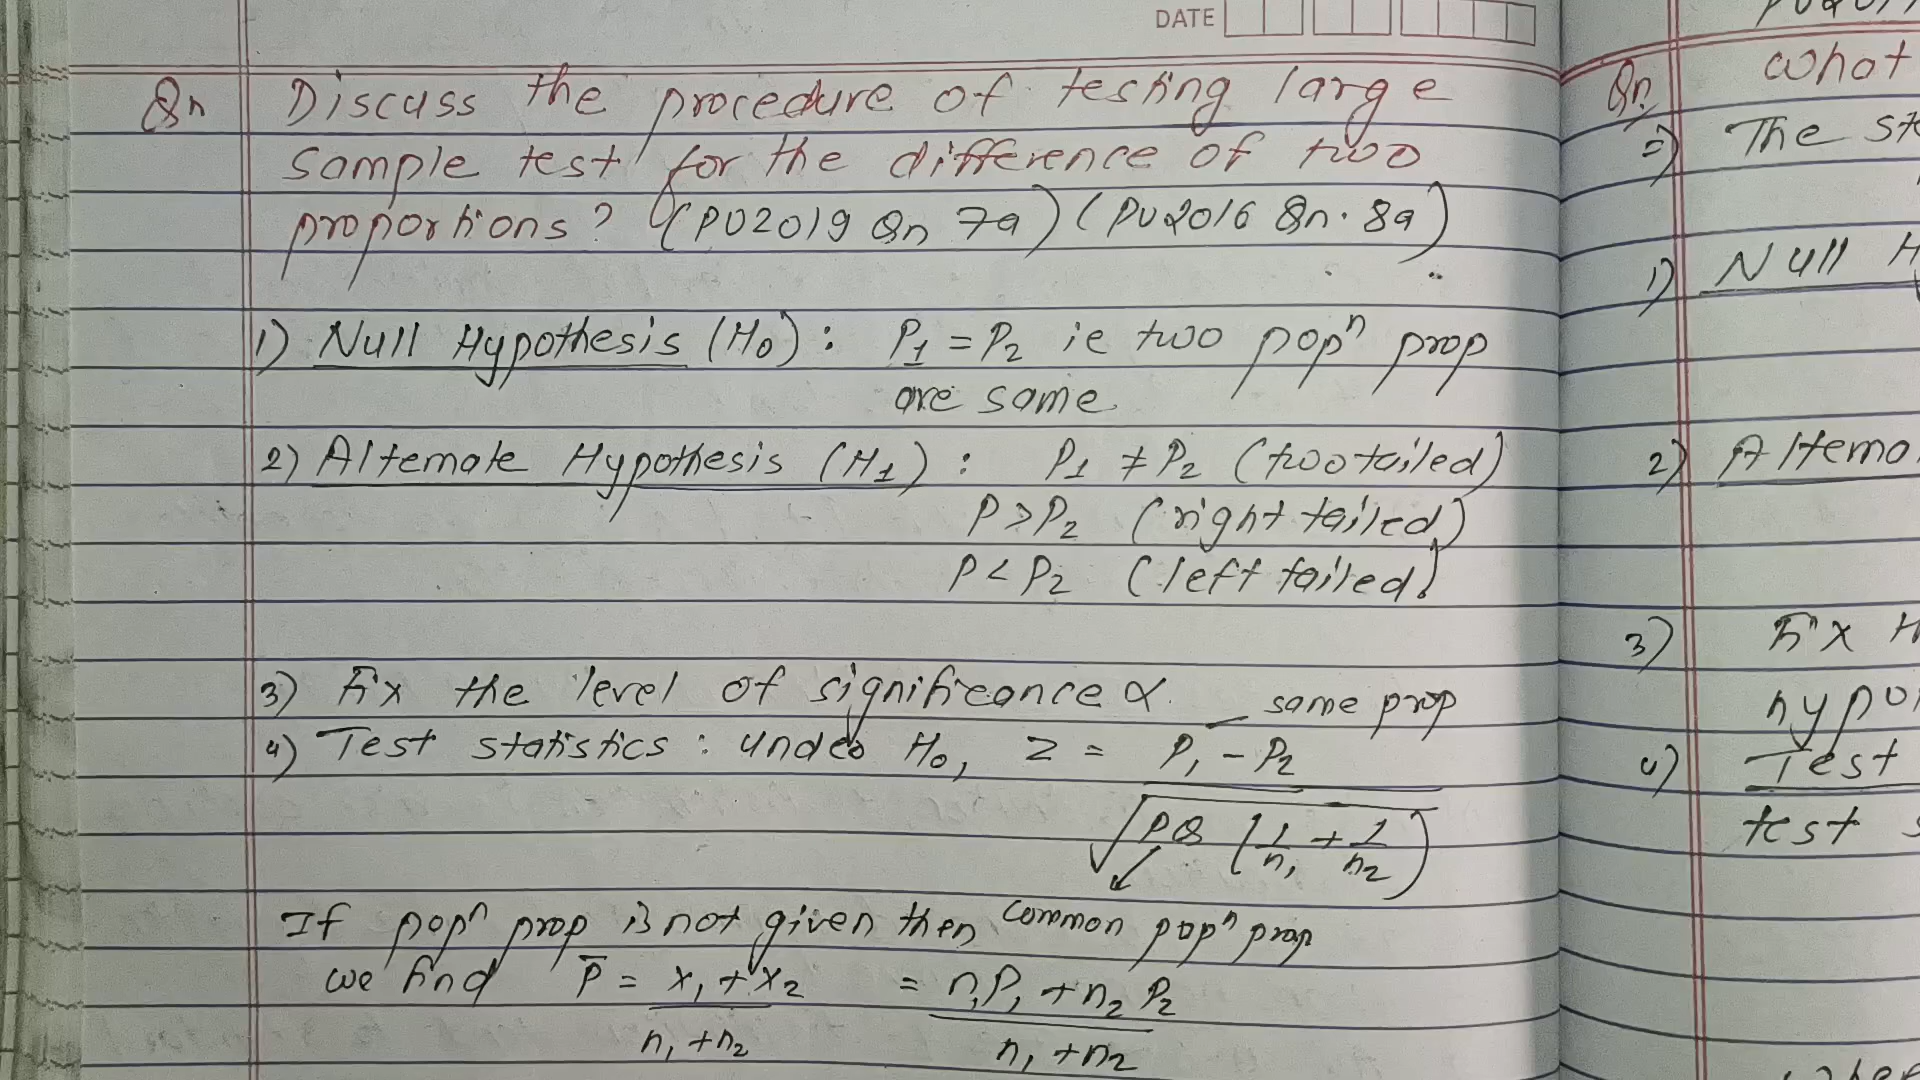 DATE
Qn Discuss the procedure of testing large
sample test for the difference of two
proportions? (PU2019 Qn 7a) (PU2016 Qn. 8a)
1) Null Hypothesis (H₀) : P₁ = P₂ ie two popⁿ prop
are same
2) Alternate Hypothesis (H₁) : P₁ ≠ P₂ (two tailed)
P > P₂ (right tailed)
P < P₂ (left tailed)
3) Fix the level of significance α.
same prop
4) Test statistics : under H₀, Z = P₁ - P₂
√PQ (1/n₁ + 1/n₂)
If popⁿ prop is not given then common popⁿ prop
we find P̄ = x₁ + x₂ = n₁P₁ + n₂P₂
n₁ + n₂ n₁ + n₂
what
Qn.
=) The
1) Null
2)
3) Fix
4) Test
test